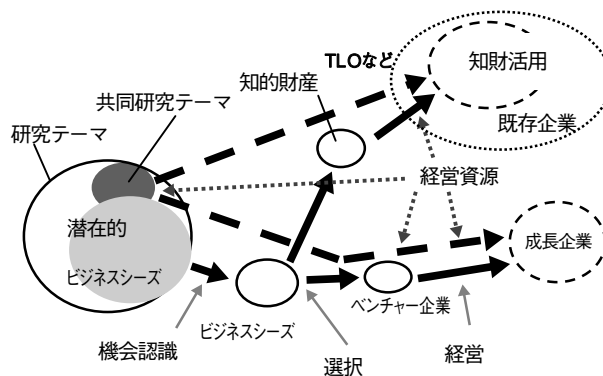 TLOなど
知財活用
知的財産
共同研究テーマ
既存企業
研究テーマ
経営資源
潜在的
ビジネスシーズ
成長企業
ベンチャー企業
ビジネスシーズ
機会認識
選択
経営